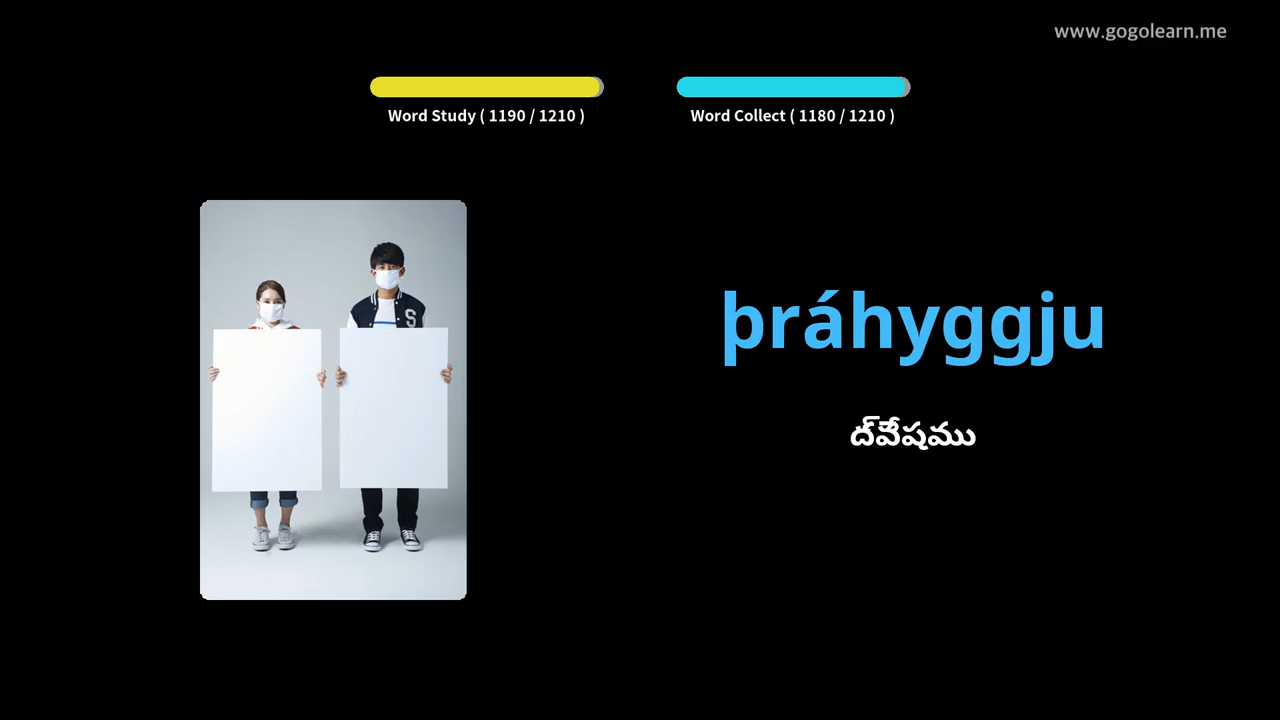 www.gogolearn.me
Word Study ( 1190 / 1210 )
Word Collect ( 1180 / 1210 )
S
þráhyggju
ద్వేషము